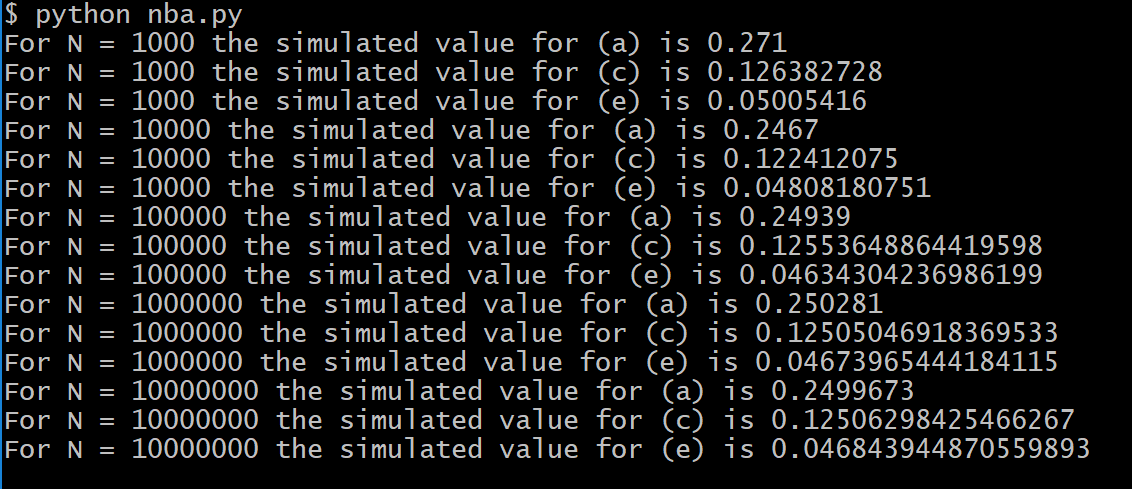 $ python nba.py
For N = 1000 the simulated value for (a) is 0.271
For N = 1000 the simulated value for (c) is 0.126382728
For N = 1000 the simulated value for (e) is 0.05005416
For N = 10000 the simulated value for (a) is 0.2467
For N = 10000 the simulated value for (c) is 0.122412075
For N = 10000 the simulated value for (e) is 0.04808180751
For N = 100000 the simulated value for (a) is 0.24939
For N = 100000 the simulated value for (c) is 0.12553648864419598
For N = 100000 the simulated value for (e) is 0.04634304236986199
For N = 1000000 the simulated value for (a) is 0.250281
For N = 1000000 the simulated value for (c) is 0.12505046918369533
For N = 1000000 the simulated value for (e) is 0.04673965444184115
For N = 10000000 the simulated value for (a) is 0.2499673
For N = 10000000 the simulated value for (c) is 0.12506298425466267
For N = 10000000 the simulated value for (e) is 0.046843944870559893